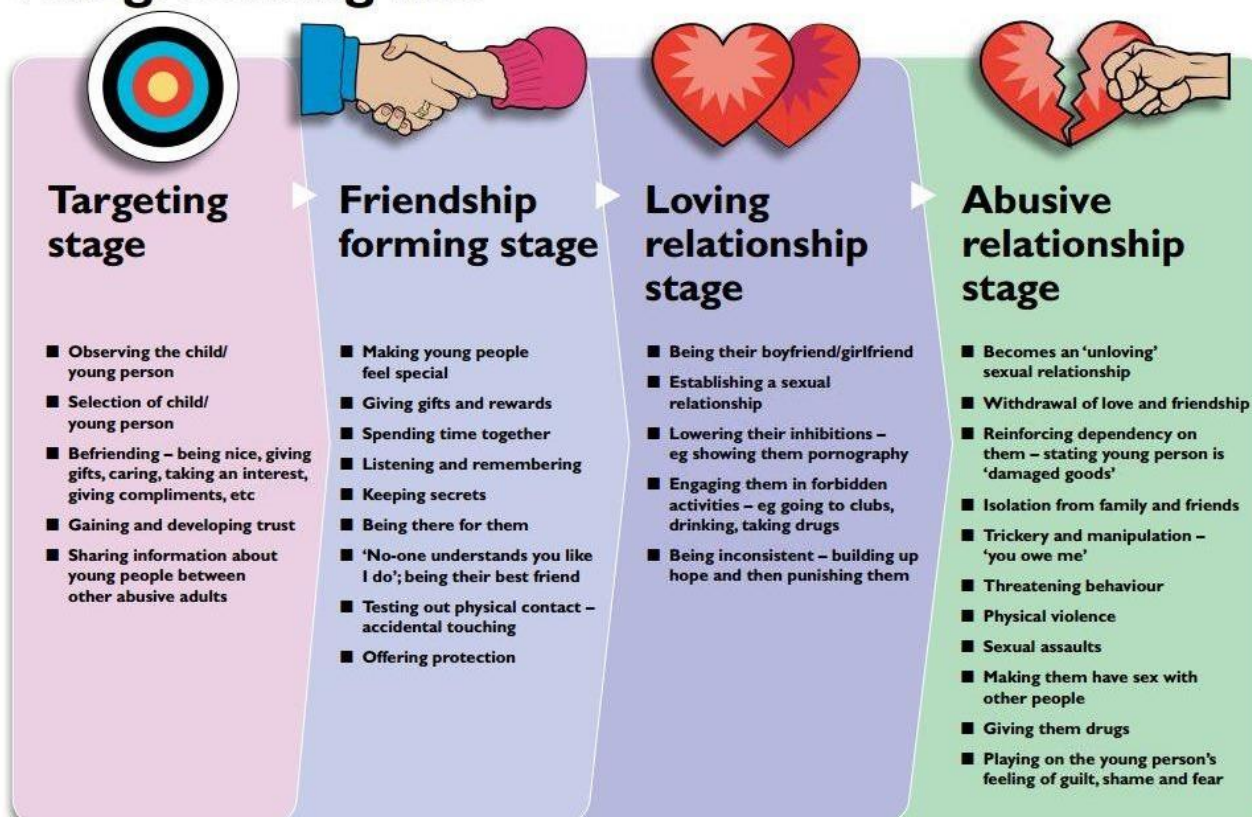 Targeting
stage
■ Observing the child/
young person
■ Selection of child/
young person
■ Befriending – being nice, giving
gifts, caring, taking an interest,
giving compliments, etc
■ Gaining and developing trust
■ Sharing information about
young people between
other abusive adults
Friendship
forming stage
■ Making young people
feel special
■ Giving gifts and rewards
■ Spending time together
■ Listening and remembering
■ Keeping secrets
■ Being there for them
■ ‘No-one understands you like
I do’; being their best friend
■ Testing out physical contact –
accidental touching
■ Offering protection
Loving
relationship
stage
■ Being their boyfriend/girlfriend
■ Establishing a sexual
relationship
■ Lowering their inhibitions –
eg showing them pornography
■ Engaging them in forbidden
activities – eg going to clubs,
drinking, taking drugs
■ Being inconsistent – building up
hope and then punishing them
Abusive
relationship
stage
■ Becomes an ‘unloving’
sexual relationship
■ Withdrawal of love and friendship
■ Reinforcing dependency on
them – stating young person is
‘damaged goods’
■ Isolation from family and friends
■ Trickery and manipulation –
‘you owe me’
■ Threatening behaviour
■ Physical violence
■ Sexual assaults
■ Making them have sex with
other people
■ Giving them drugs
■ Playing on the young person’s
feeling of guilt, shame and fear